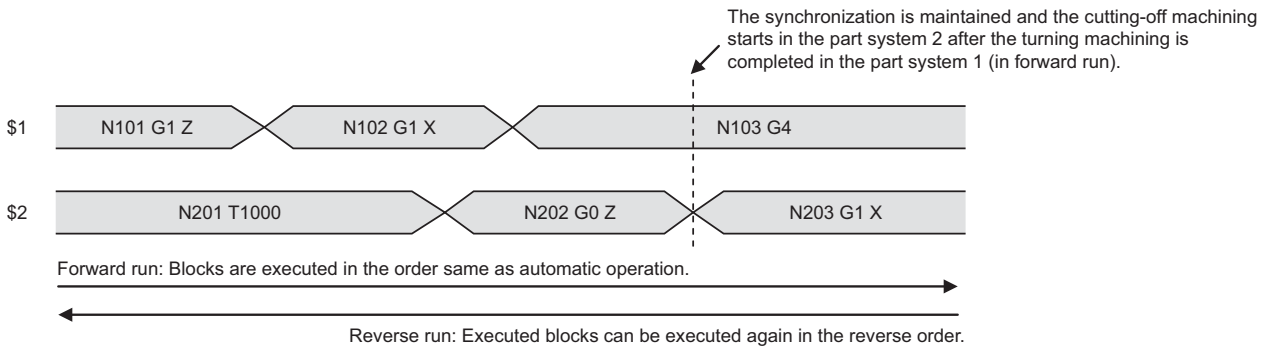 The synchronization is maintained and the cutting-off machining
starts in the part system 2 after the turning machining is
completed in the part system 1 (in forward run).
$1
N101 G1 Z
N102 G1 X
N103 G4
$2
N201 T1000
N202 G0 Z
N203 G1 X
Forward run: Blocks are executed in the order same as automatic operation.
Reverse run: Executed blocks can be executed again in the reverse order.